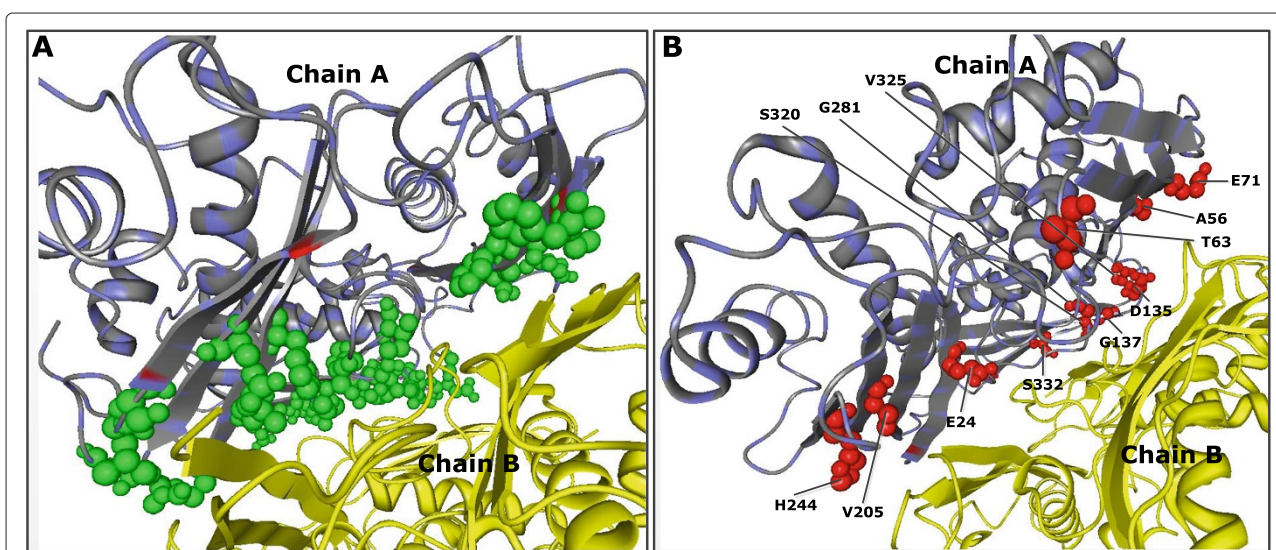 A
Chain A
Chain B
B
Chain A
V325
G281
S320
E71
A56
T63
D135
G137
S332
E24
Chain B
H244
V205